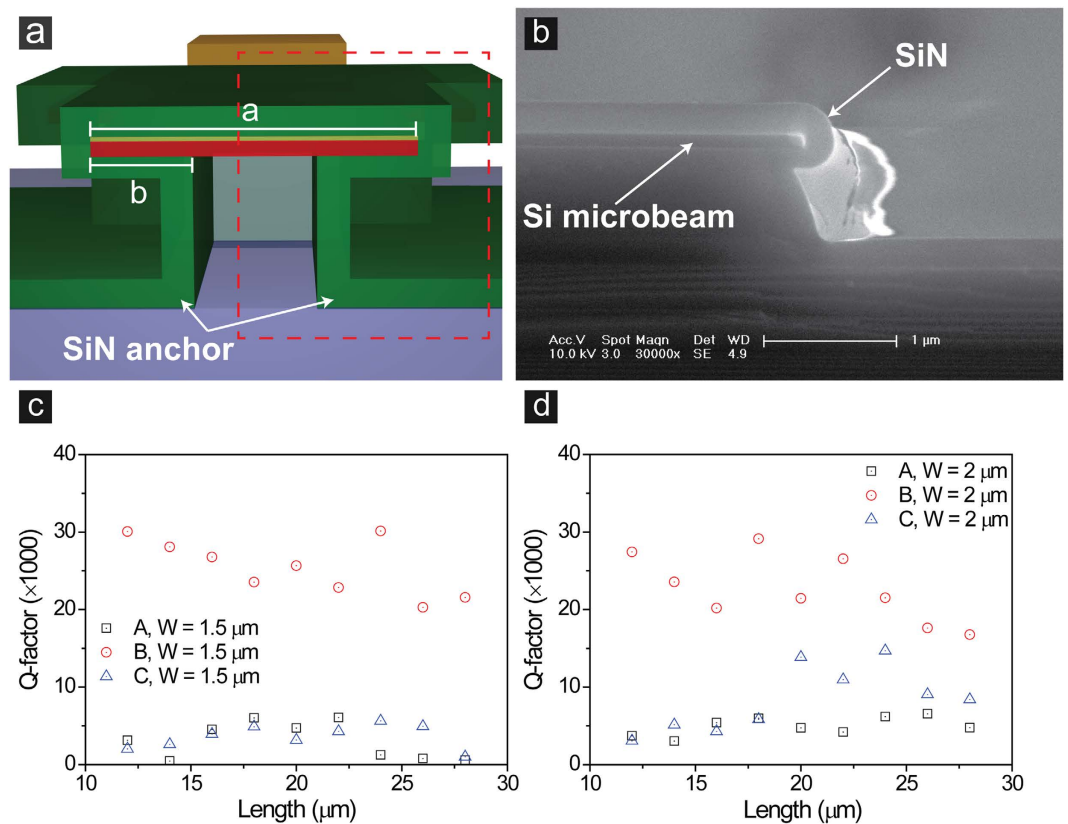 a
a
b
SiN anchor
b
SiN
Si microbeam
Acc.V Spot Magn Det WD
10.0 kV 3.0 30000x SE 4.9
1 μm
c
40
30
20
10
0
Q-factor (×1000)
A, W = 1.5 μm
B, W = 1.5 μm
C, W = 1.5 μm
10 15 20 25 30
Length (μm)
d
40
30
20
10
0
Q-factor (×1000)
A, W = 2 μm
B, W = 2 μm
C, W = 2 μm
10 15 20 25 30
Length (μm)